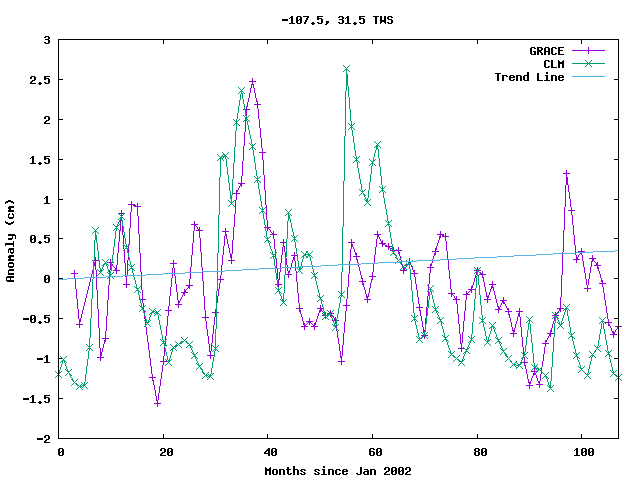 -107.5, 31.5 TWS
GRACE
CLM
Trend Line
3
2.5
2
1.5
1
0.5
0
-0.5
-1
-1.5
-2
Anomaly (cm)
0 20 40 60 80 100
Months since Jan 2002